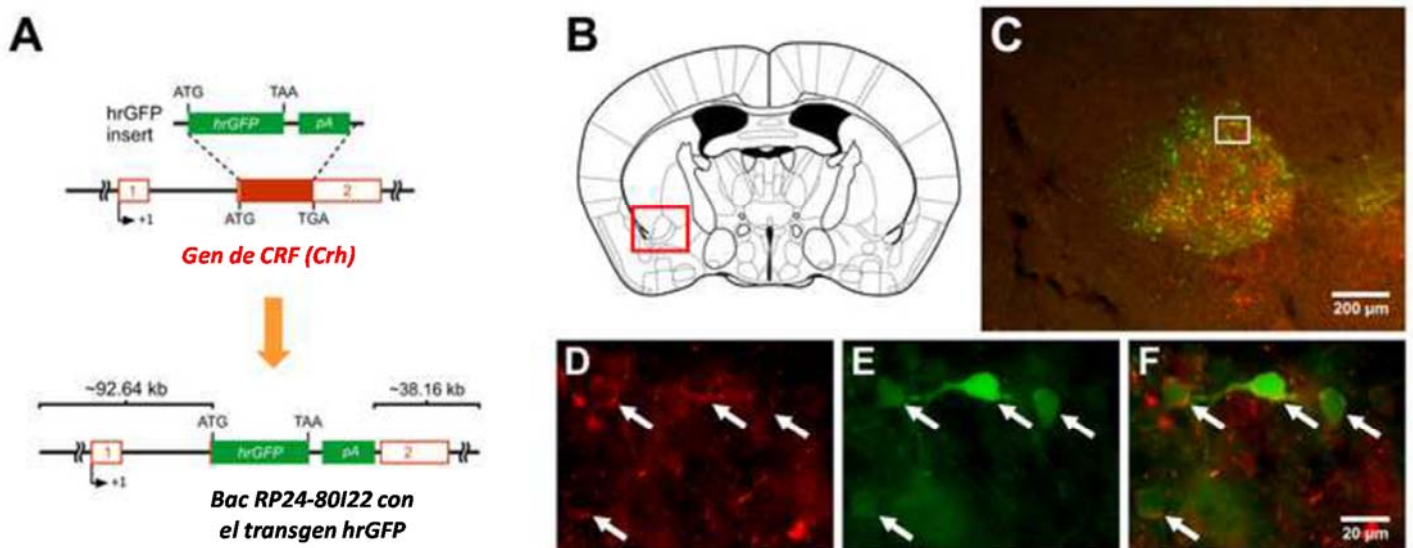 A
ATG TAA
hrGFP
insert
hrGFP pA
1 2
+1
ATG TGA
Gen de CRF (Crh)
~92.64 kb ~38.16 kb
ATG TAA
1 hrGFP pA 2
+1
Bac RP24-80I22 con
el transgen hrGFP
B
C
200 µm
D
E
F
20 µm